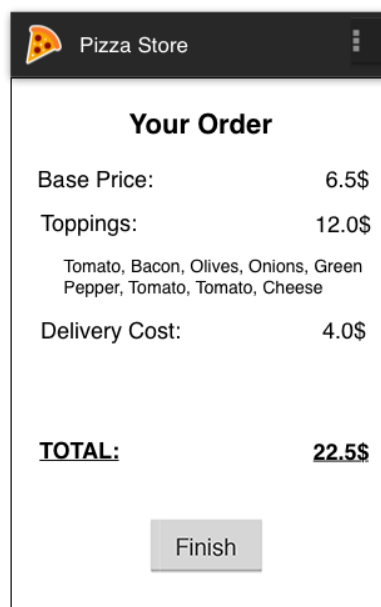 Pizza Store
Your Order
Base Price: 6.5$
Toppings: 12.0$
Tomato, Bacon, Olives, Onions, Green
Pepper, Tomato, Tomato, Cheese
Delivery Cost: 4.0$
TOTAL: 22.5$
Finish